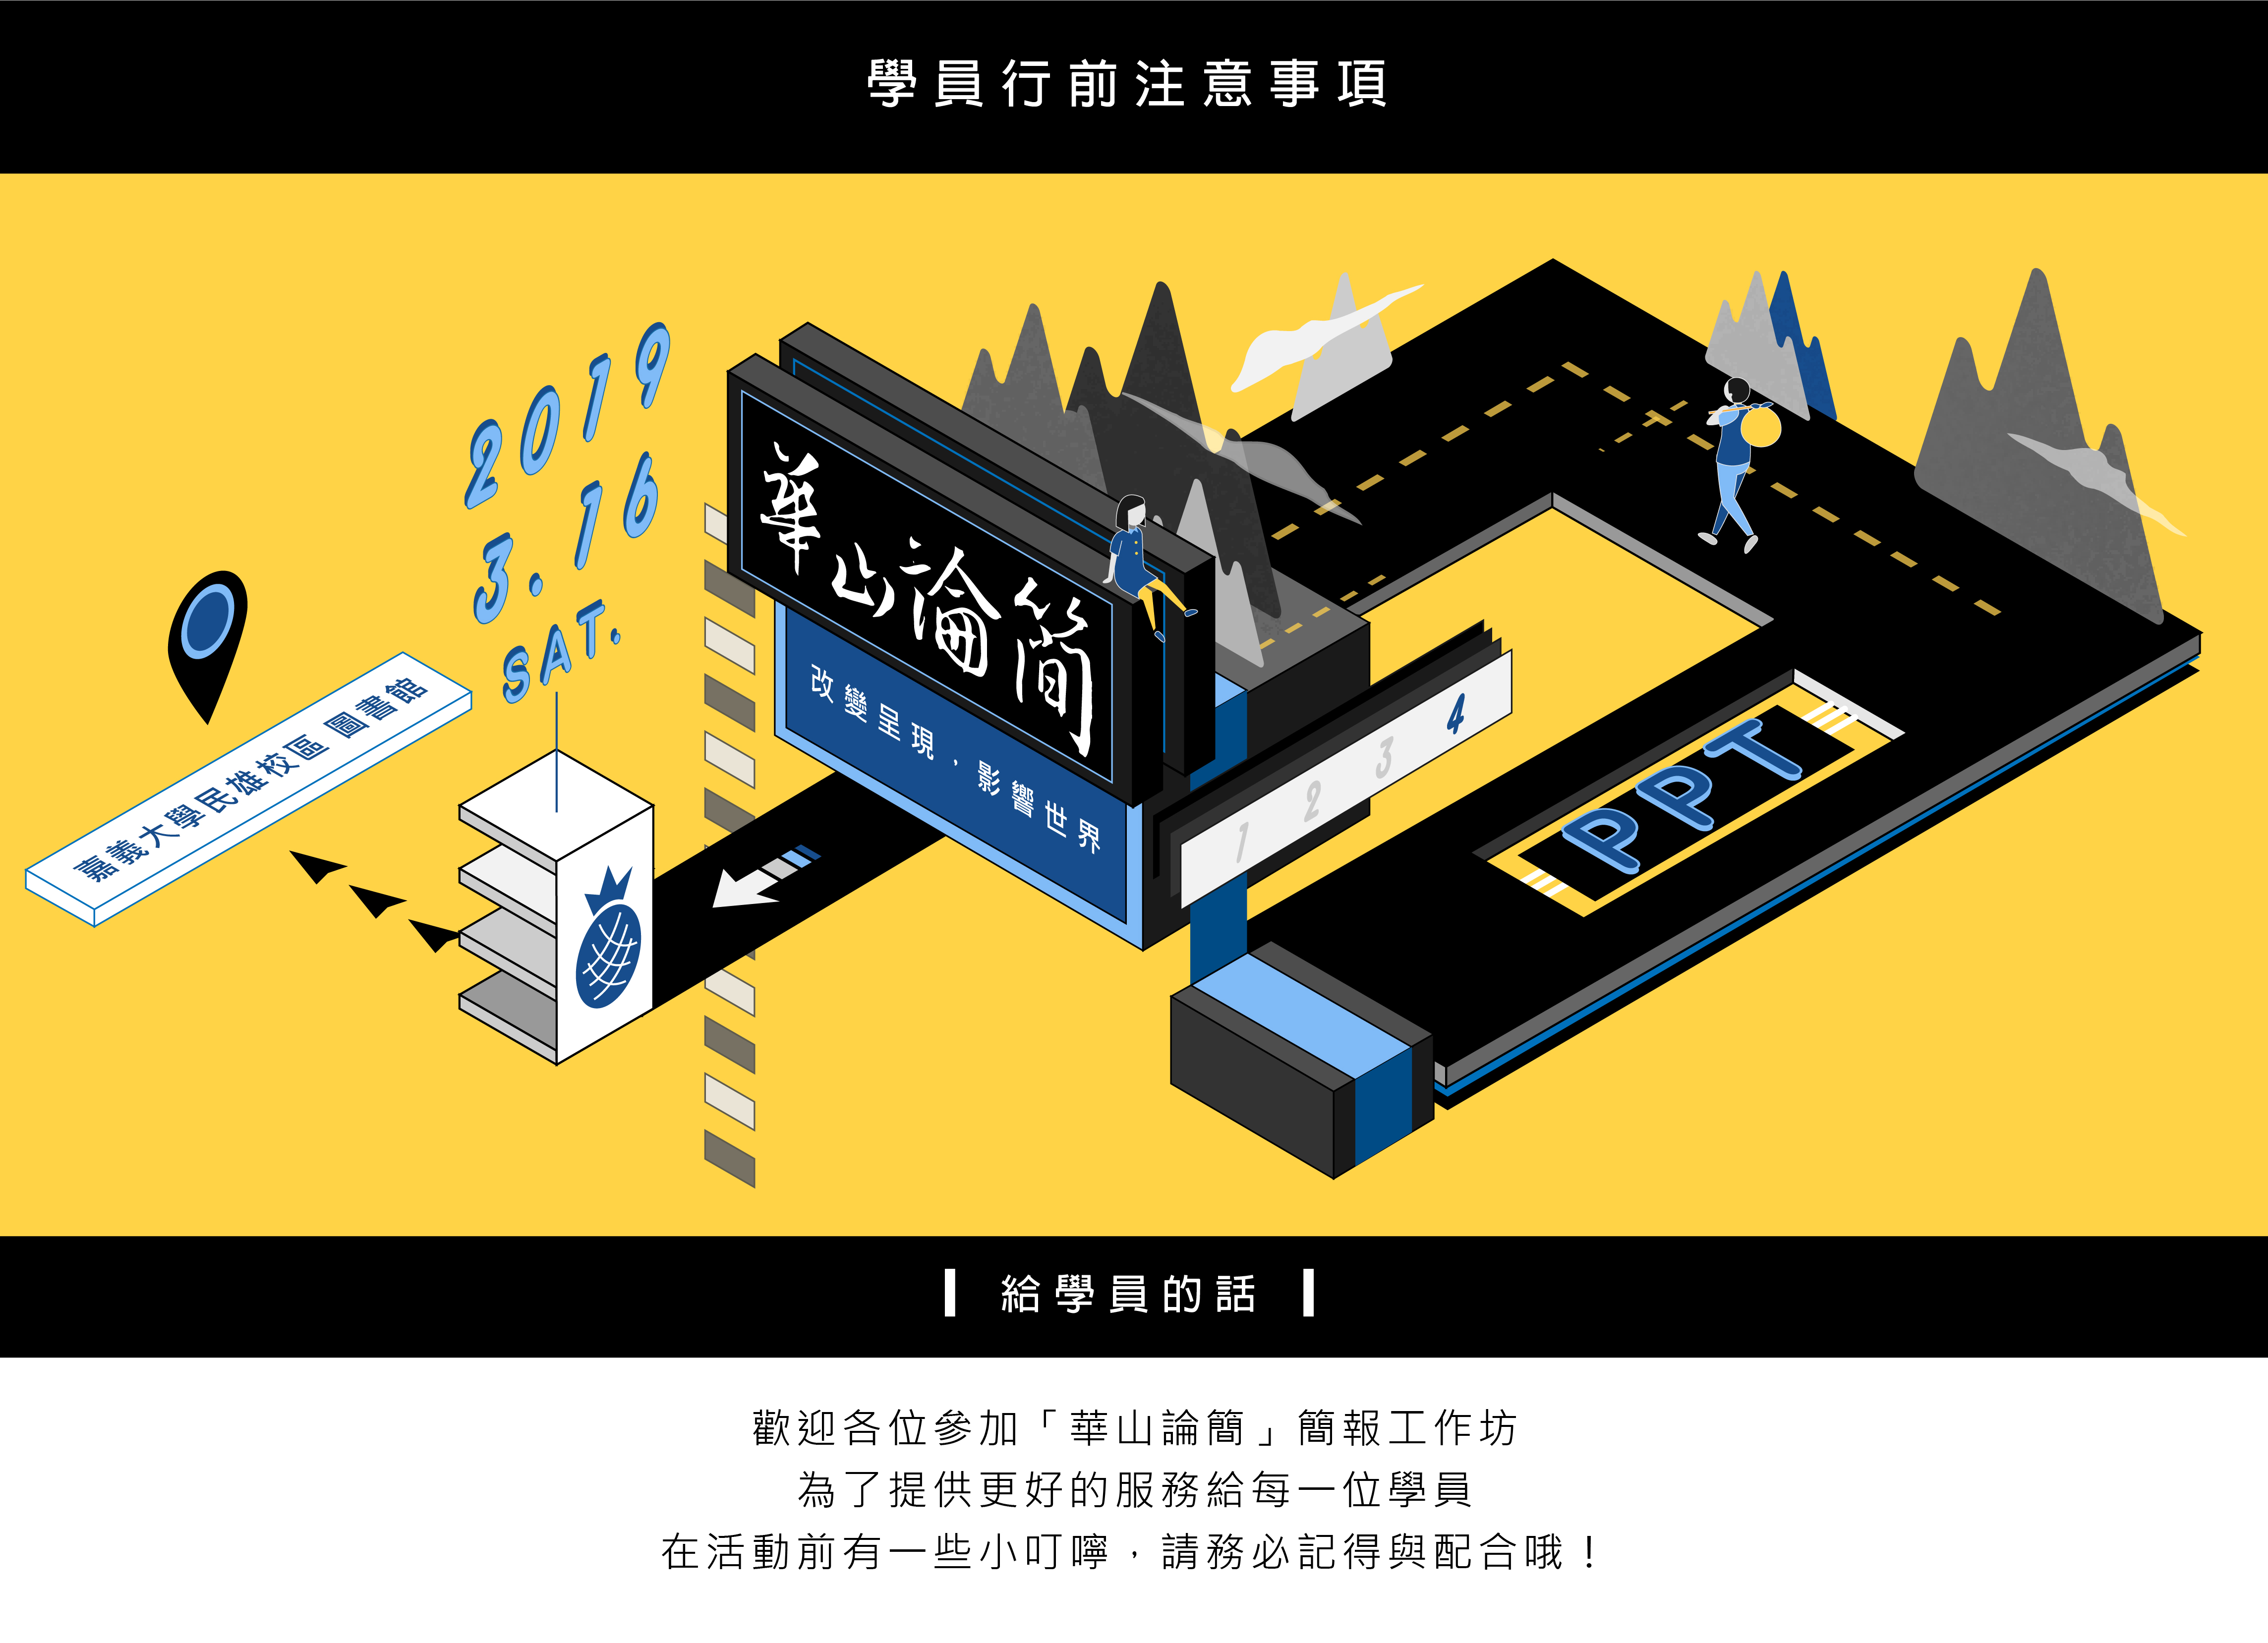 學員行前注意事項
2019
3.16
SAT.
嘉義大學民雄校區 圖書館
華山論簡
改變呈現，影響世界
1 2 3 4
PPT
給學員的話
歡迎各位參加「華山論簡」簡報工作坊
為了提供更好的服務給每一位學員
在活動前有一些小叮嚀，請務必記得與配合哦！